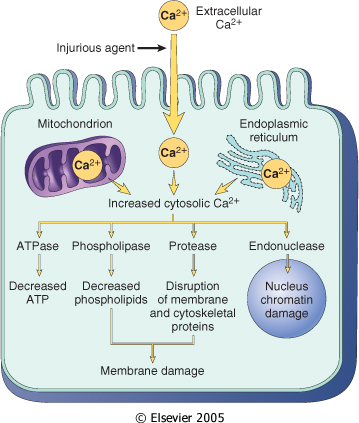 Ca2+
Extracellular
Ca2+
Injurious agent
Mitochondrion
Endoplasmic
reticulum
Ca2+
Ca2+
Ca2+
Increased cytosolic Ca2+
ATPase
Phospholipase
Protease
Endonuclease
Decreased
ATP
Decreased
phospholipids
Disruption
of membrane
and cytoskeletal
proteins
Nucleus
chromatin
damage
Membrane damage
© Elsevier 2005